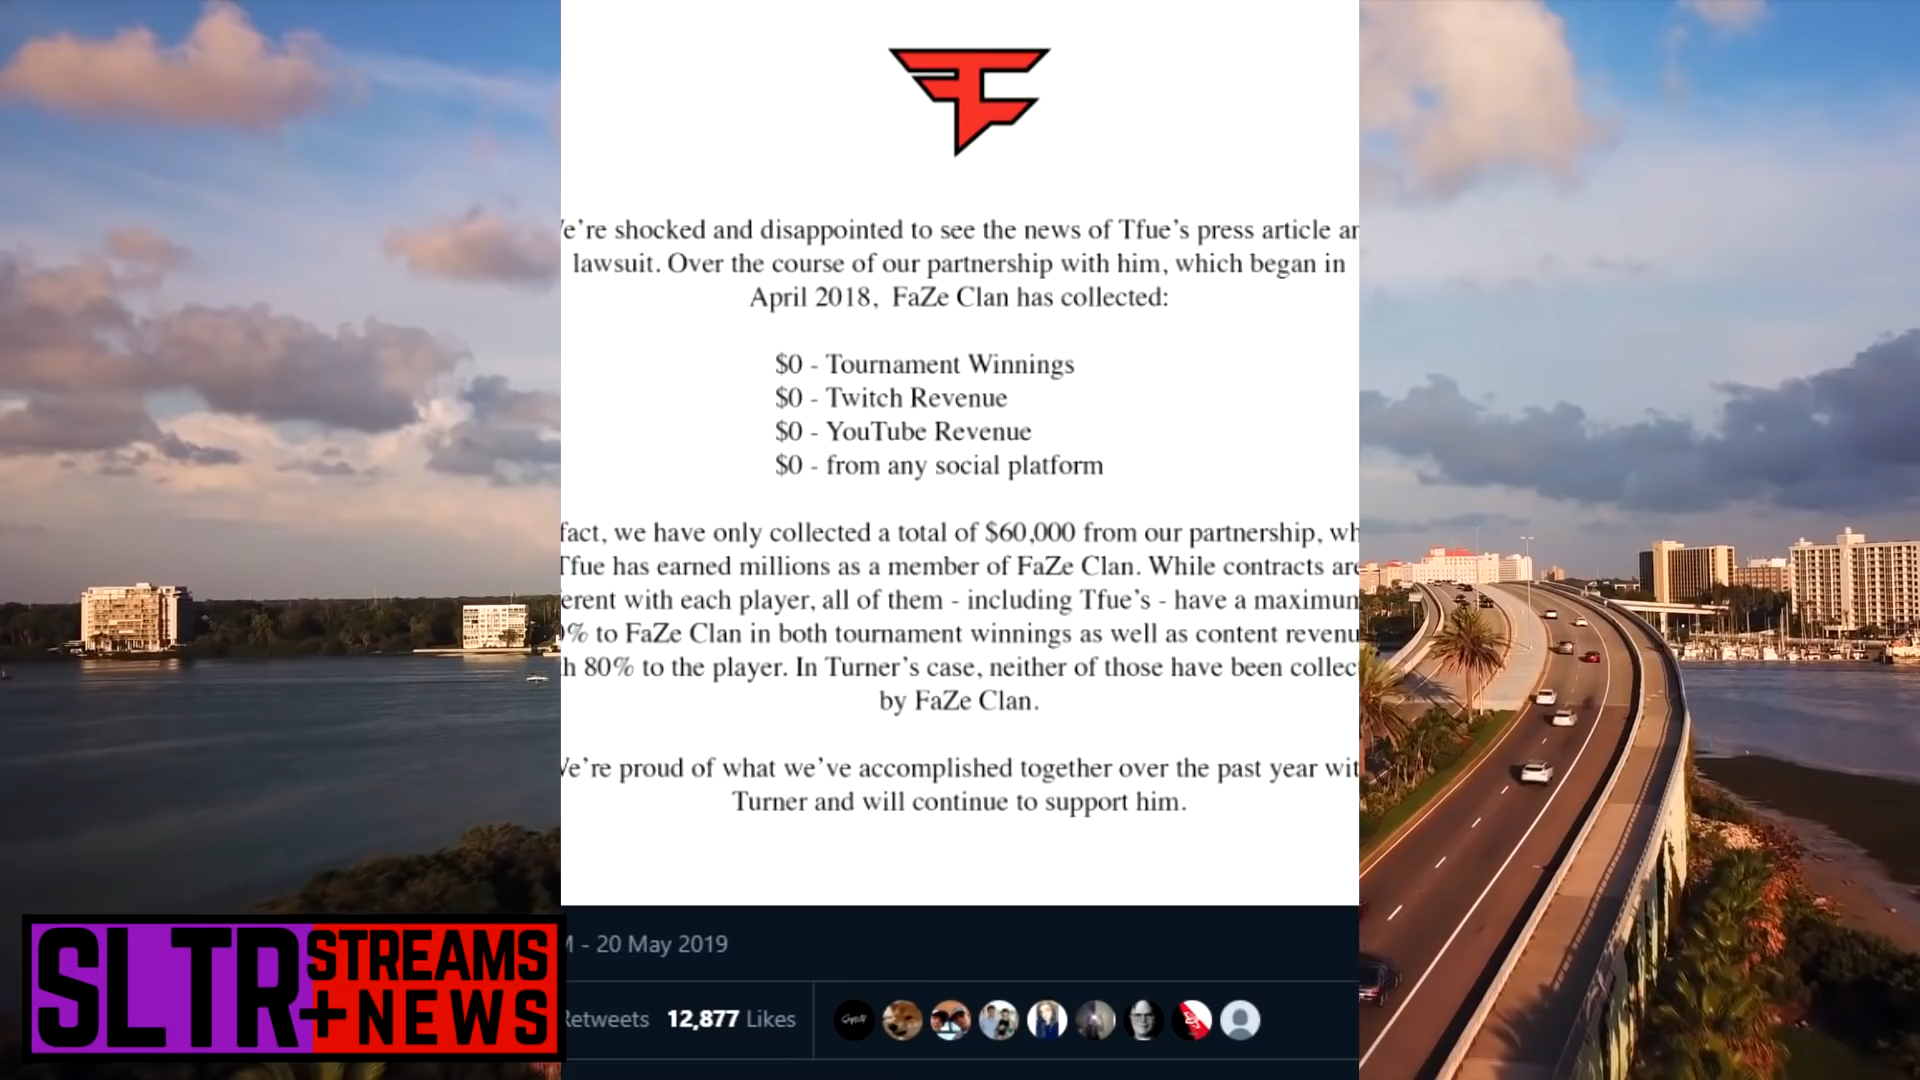 e're shocked and disappointed to see the news of Tfue's press article an
lawsuit. Over the course of our partnership with him, which began in
April 2018, FaZe Clan has collected:
$0 - Tournament Winnings
$0 - Twitch Revenue
$0 - YouTube Revenue
$0 - from any social platform
fact, we have only collected a total of $60,000 from our partnership, wh
Tfue has earned millions as a member of FaZe Clan. While contracts are
erent with each player, all of them - including Tfue's - have a maximum
% to FaZe Clan in both tournament winnings as well as content revenu
h 80% to the player. In Turner's case, neither of those have been collec
by FaZe Clan.
e're proud of what we've accomplished together over the past year wit
Turner and will continue to support him.
M - 20 May 2019
Retweets 12,877 Likes
SLTR STREAMS
+NEWS